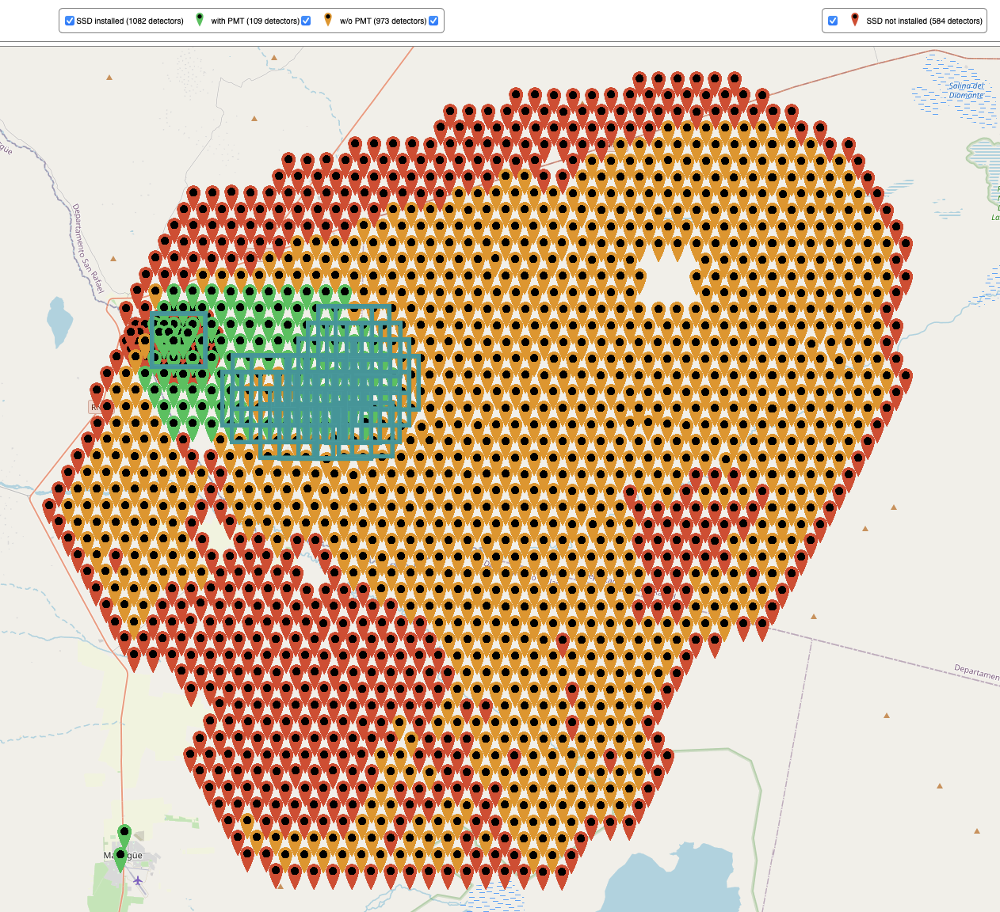 SSD installed (1082 detectors) with PMT (109 detectors) w/o PMT (973 detectors)
SSD not installed (584 detectors)
Salina del
Diamante
Departamento San Rafael
Departamen